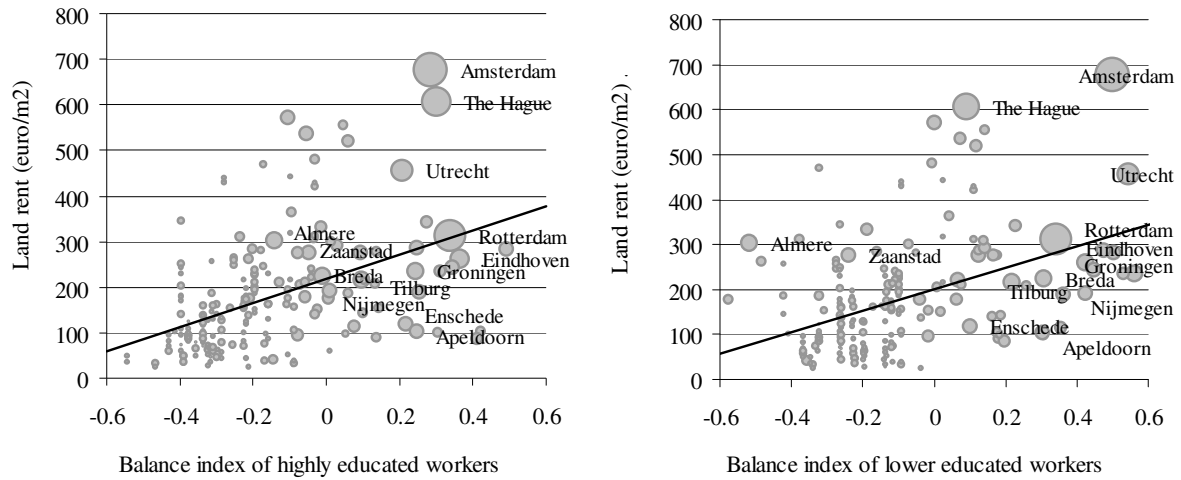 800
700
600
500
400
300
200
100
0
Land rent (euro/m2)
Amsterdam
The Hague
Utrecht
Almere
Rotterdam
Zaanstad
Eindhoven
Breda
Groningen
Tilburg
Nijmegen
Enschede
Apeldoorn
-0.6 -0.4 -0.2 0 0.2 0.4 0.6
Balance index of highly educated workers
800
700
600
500
400
300
200
100
0
Land rent (euro/m2) .
Amsterdam
The Hague
Utrecht
Rotterdam
Almere
Eindhoven
Zaanstad
Groningen
Breda
Tilburg
Nijmegen
Enschede
Apeldoorn
-0.6 -0.4 -0.2 0 0.2 0.4 0.6
Balance index of lower educated workers